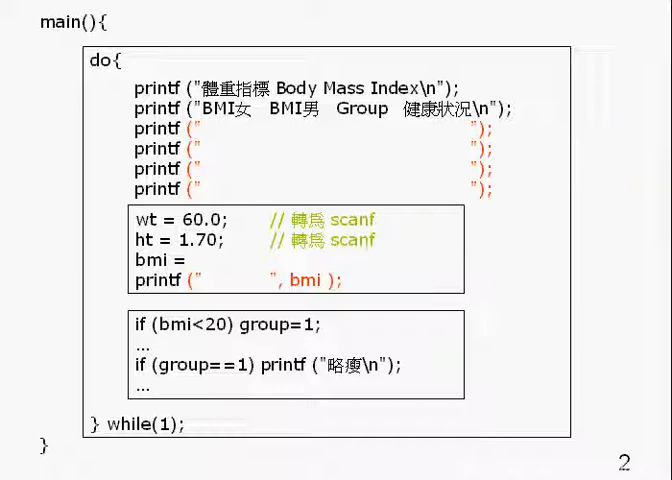 main(){
do{
printf ("體重指標 Body Mass Index\n");
printf ("BMI女 BMI男 Group 健康狀況\n");
printf (" ");
printf (" ");
printf (" ");
printf (" ");
wt = 60.0; // 轉為 scanf
ht = 1.70; // 轉為 scanf
bmi =
printf (" ", bmi );
if (bmi<20) group=1;
...
if (group==1) printf ("略瘦\n");
...
} while(1);
}
2